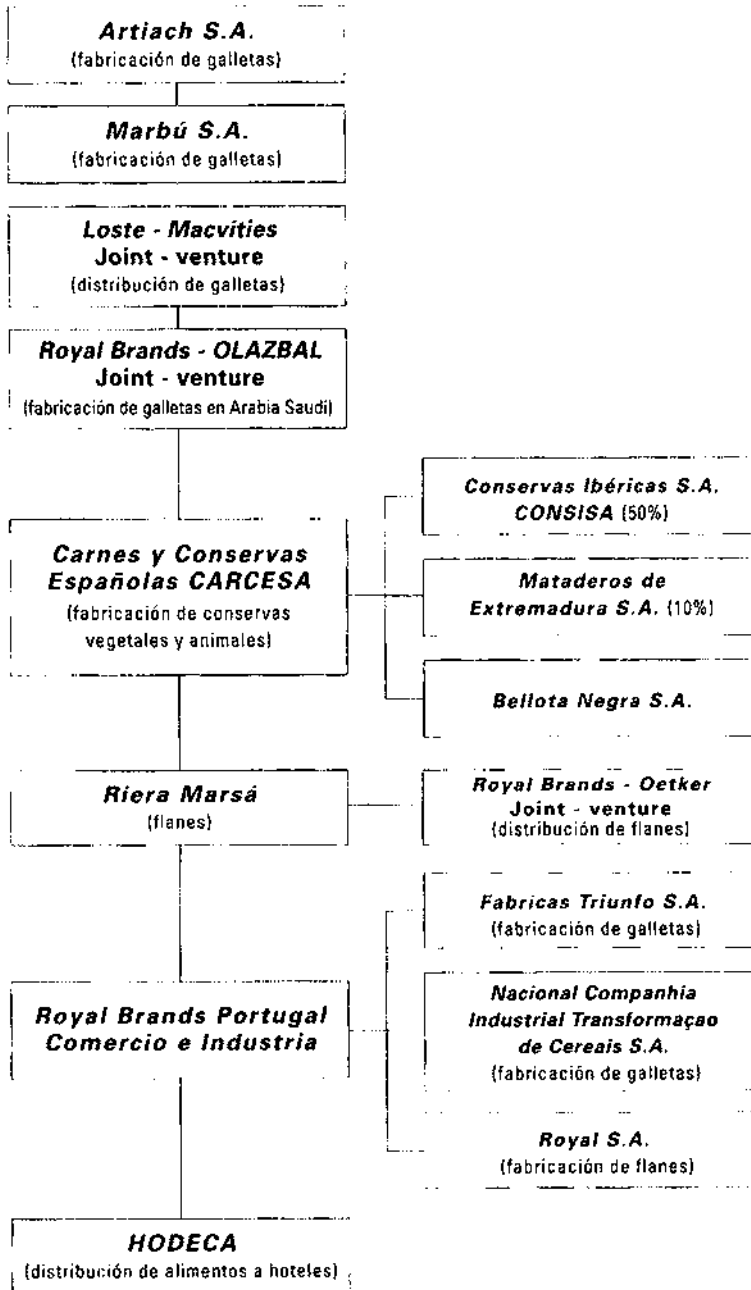 Artiach S.A.
(fabricación de galletas)
Marbú S.A.
(fabricación de galletas)
Loste - Macvities
Joint - venture
(distribución de galletas)
Royal Brands - OLAZBAL
Joint - venture
(fabricación de galletas en Arabia Saudi)
Carnes y Conservas
Españolas CARCESA
(fabricación de conservas
vegetales y animales)
Conservas Ibéricas S.A.
CONSISA (50%)
Mataderos de
Extremadura S.A. (10%)
Bellota Negra S.A.
Riera Marsá
(flanes)
Royal Brands - Oetker
Joint - venture
(distribución de flanes)
Royal Brands Portugal
Comercio e Industria
Fabricas Triunfo S.A.
(fabricación de galletas)
Nacional Companhia
Industrial Transformaçao
de Cereais S.A.
(fabricación de galletas)
Royal S.A.
(fabricación de flanes)
HODECA
(distribución de alimentos a hoteles)